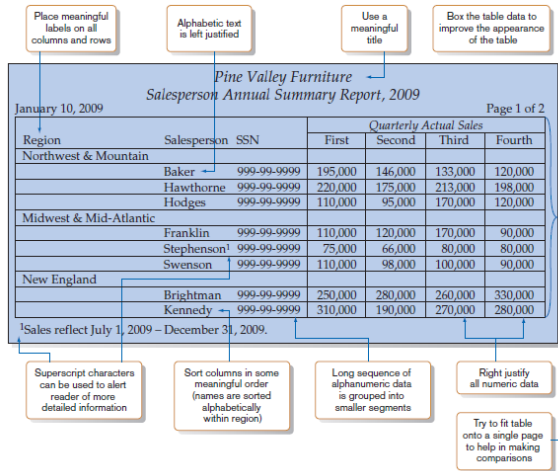 Place meaningful
labels on all
columns and rows
Alphabetic text
is left justified
Use a
meaningful
title
Box the table data to
improve the appearance
of the table
Pine Valley Furniture
Salesperson Annual Summary Report, 2009
January 10, 2009 Page 1 of 2
Quarterly Actual Sales
Region Salesperson SSN First Second Third Fourth
Northwest & Mountain
Baker 999-99-9999 195,000 146,000 133,000 120,000
Hawthorne 999-99-9999 220,000 175,000 213,000 198,000
Hodges 999-99-9999 110,000 95,000 170,000 120,000
Midwest & Mid-Atlantic
Franklin 999-99-9999 110,000 120,000 170,000 90,000
Stephenson¹ 999-99-9999 75,000 66,000 80,000 80,000
Swenson 999-99-9999 110,000 98,000 100,000 90,000
New England
Brightman 999-99-9999 250,000 280,000 260,000 330,000
Kennedy 999-99-9999 310,000 190,000 270,000 280,000
¹Sales reflect July 1, 2009 – December 31, 2009.
Superscript characters
can be used to alert
reader of more
detailed information
Sort columns in some
meaningful order
(names are sorted
alphabetically
within region)
Long sequence of
alphanumeric data
is grouped into
smaller segments
Right justify
all numeric data
Try to fit table
onto a single page
to help in making
comparisons